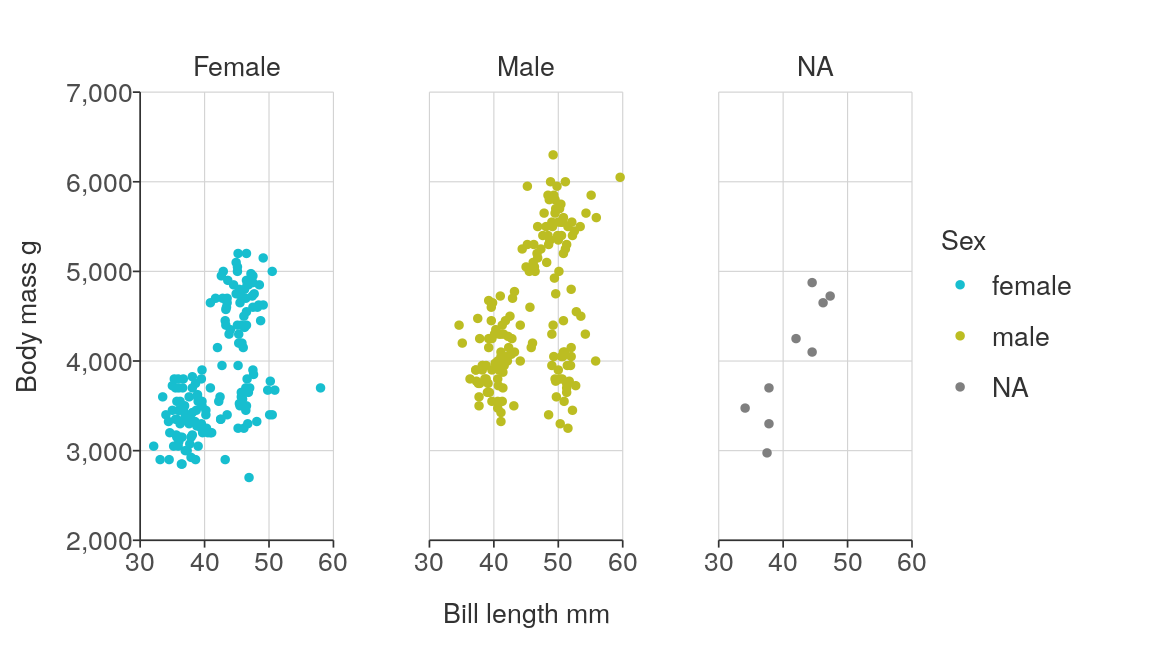 Female
Male
NA
7,000
6,000
5,000
4,000
3,000
2,000
Body mass g
30 40 50 60
30 40 50 60
30 40 50 60
Bill length mm
Sex
female
male
NA